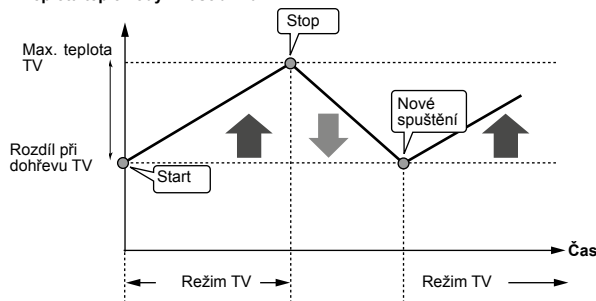 Stop
Max. teplota
TV
Nové
spuštění
Rozdíl při
dohřevu TV
Start
Čas
Režim TV
Režim TV